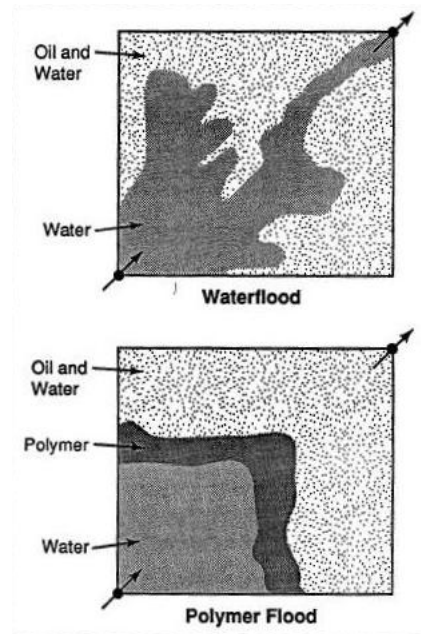 Oil and
Water
Water
Waterflood
Oil and
Water
Polymer
Water
Polymer Flood